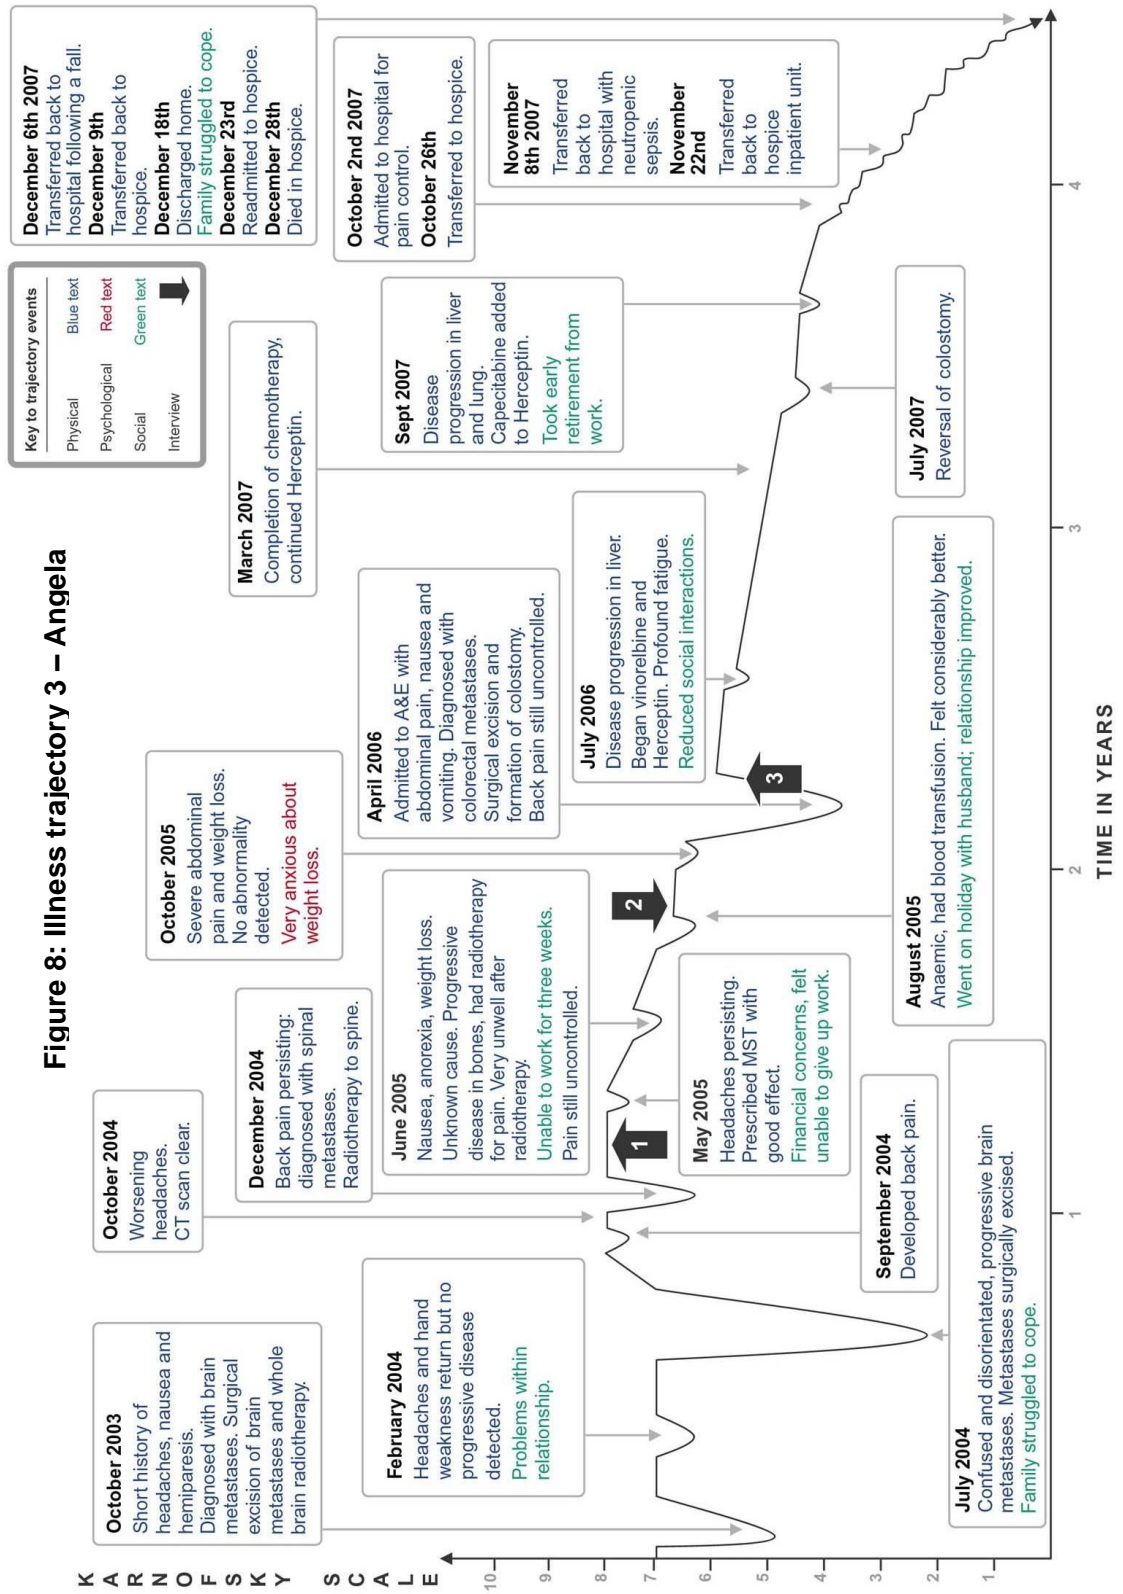 Figure 8: Illness trajectory 3 – Angela
Key to trajectory events
Physical Blue text
Psychological Red text
Social Green text
Interview
October 2003
Short history of
headaches, nausea and
hemiparesis.
Diagnosed with brain
metastases. Surgical
excision of brain
metastases and whole
brain radiotherapy.
February 2004
Headaches and hand
weakness return but no
progressive disease
detected.
Problems within
relationship.
July 2004
Confused and disorientated, progressive brain
metastases. Metastases surgically excised.
Family struggled to cope.
September 2004
Developed back pain.
October 2004
Worsening
headaches.
CT scan clear.
December 2004
Back pain persisting:
diagnosed with spinal
metastases.
Radiotherapy to spine.
May 2005
Headaches persisting.
Prescribed MST with
good effect.
Financial concerns, felt
unable to give up work.
June 2005
Nausea, anorexia, weight loss.
Unknown cause. Progressive
disease in bones, had radiotherapy
for pain. Very unwell after
radiotherapy.
Unable to work for three weeks.
Pain still uncontrolled.
August 2005
Anaemic, had blood transfusion. Felt considerably better.
Went on holiday with husband; relationship improved.
October 2005
Severe abdominal
pain and weight loss.
No abnormality
detected.
Very anxious about
weight loss.
April 2006
Admitted to A&E with
abdominal pain, nausea and
vomiting. Diagnosed with
colorectal metastases.
Surgical excision and
formation of colostomy.
Back pain still uncontrolled.
July 2006
Disease progression in liver.
Began vinorelbine and
Herceptin. Profound fatigue.
Reduced social interactions.
March 2007
Completion of chemotherapy,
continued Herceptin.
July 2007
Reversal of colostomy.
Sept 2007
Disease
progression in liver
and lung.
Capecitabine added
to Herceptin.
Took early
retirement from
work.
October 2nd 2007
Admitted to hospital for
pain control.
October 26th
Transferred to hospice.
November
8th 2007
Transferred
back to
hospital with
neutropenic
sepsis.
November
22nd
Transferred
back to
hospice
inpatient unit.
December 6th 2007
Transferred back to
hospital following a fall.
December 9th
Transferred back to
hospice.
December 18th
Discharged home.
Family struggled to cope.
December 23rd
Readmitted to hospice.
December 28th
Died in hospice.
KARNOFSKY SCALE
10
9
8
7
6
5
4
3
2
1
1
2
3
1
2
3
4
TIME IN YEARS